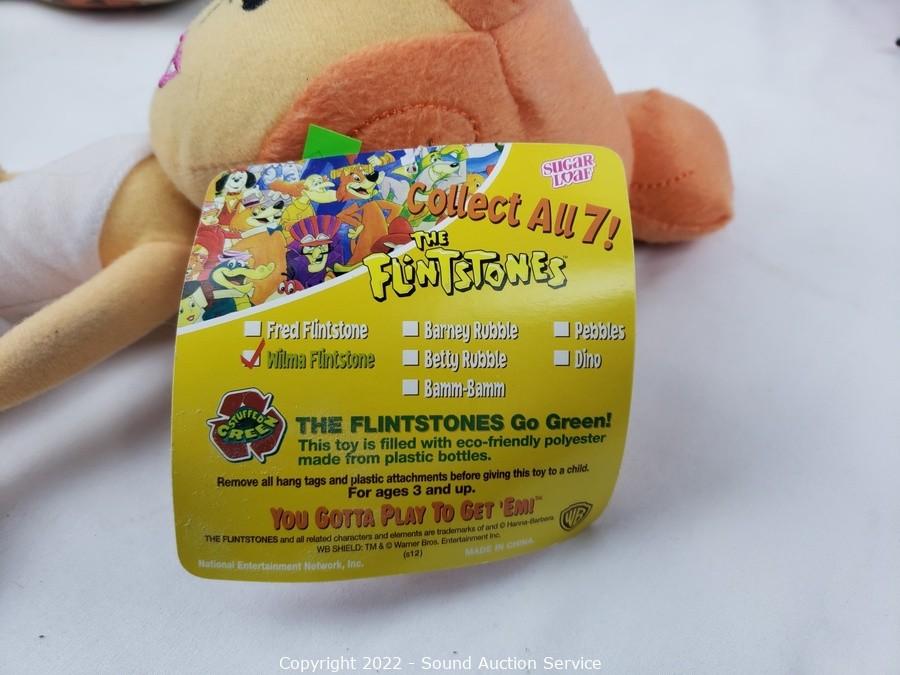 SUGAR
LOAF
Collect All 7!
THE
FLINTSTONES™
Fred Flintstone
Barney Rubble
Pebbles
Wilma Flintstone
Betty Rubble
Dino
Bamm-Bamm
STUFFED
GREEN
THE FLINTSTONES Go Green!
This toy is filled with eco-friendly polyester
made from plastic bottles.
Remove all hang tags and plastic attachments before giving this toy to a child.
For ages 3 and up.
YOU GOTTA PLAY TO GET 'EM!™
THE FLINTSTONES and all related characters and elements are trademarks of and © Hanna-Barbera.
WB SHIELD: TM & © Warner Bros. Entertainment Inc.
(s12)
WB
MADE IN CHINA
National Entertainment Network, Inc.
Copyright 2022 - Sound Auction Service